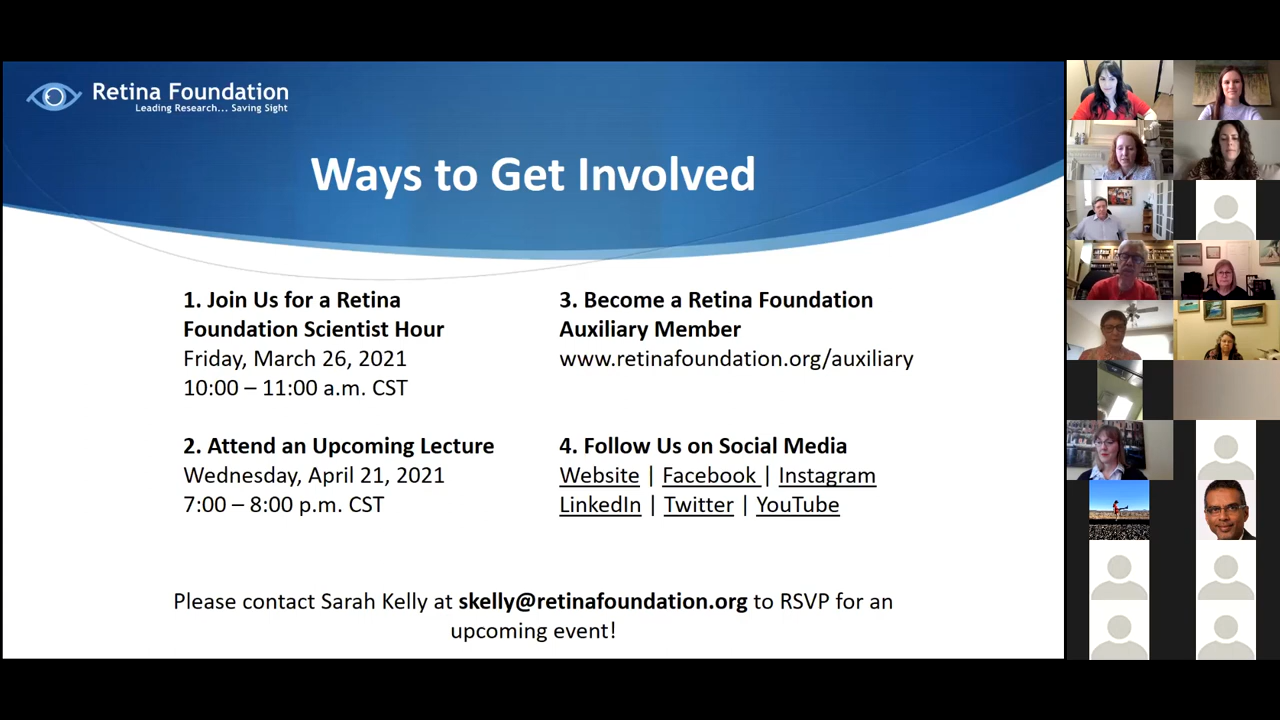 Retina Foundation
Leading Research... Saving Sight
Ways to Get Involved
1. Join Us for a Retina
Foundation Scientist Hour
Friday, March 26, 2021
10:00 – 11:00 a.m. CST
2. Attend an Upcoming Lecture
Wednesday, April 21, 2021
7:00 – 8:00 p.m. CST
3. Become a Retina Foundation
Auxiliary Member
www.retinafoundation.org/auxiliary
4. Follow Us on Social Media
Website | Facebook | Instagram
LinkedIn | Twitter | YouTube
Please contact Sarah Kelly at skelly@retinafoundation.org to RSVP for an
upcoming event!